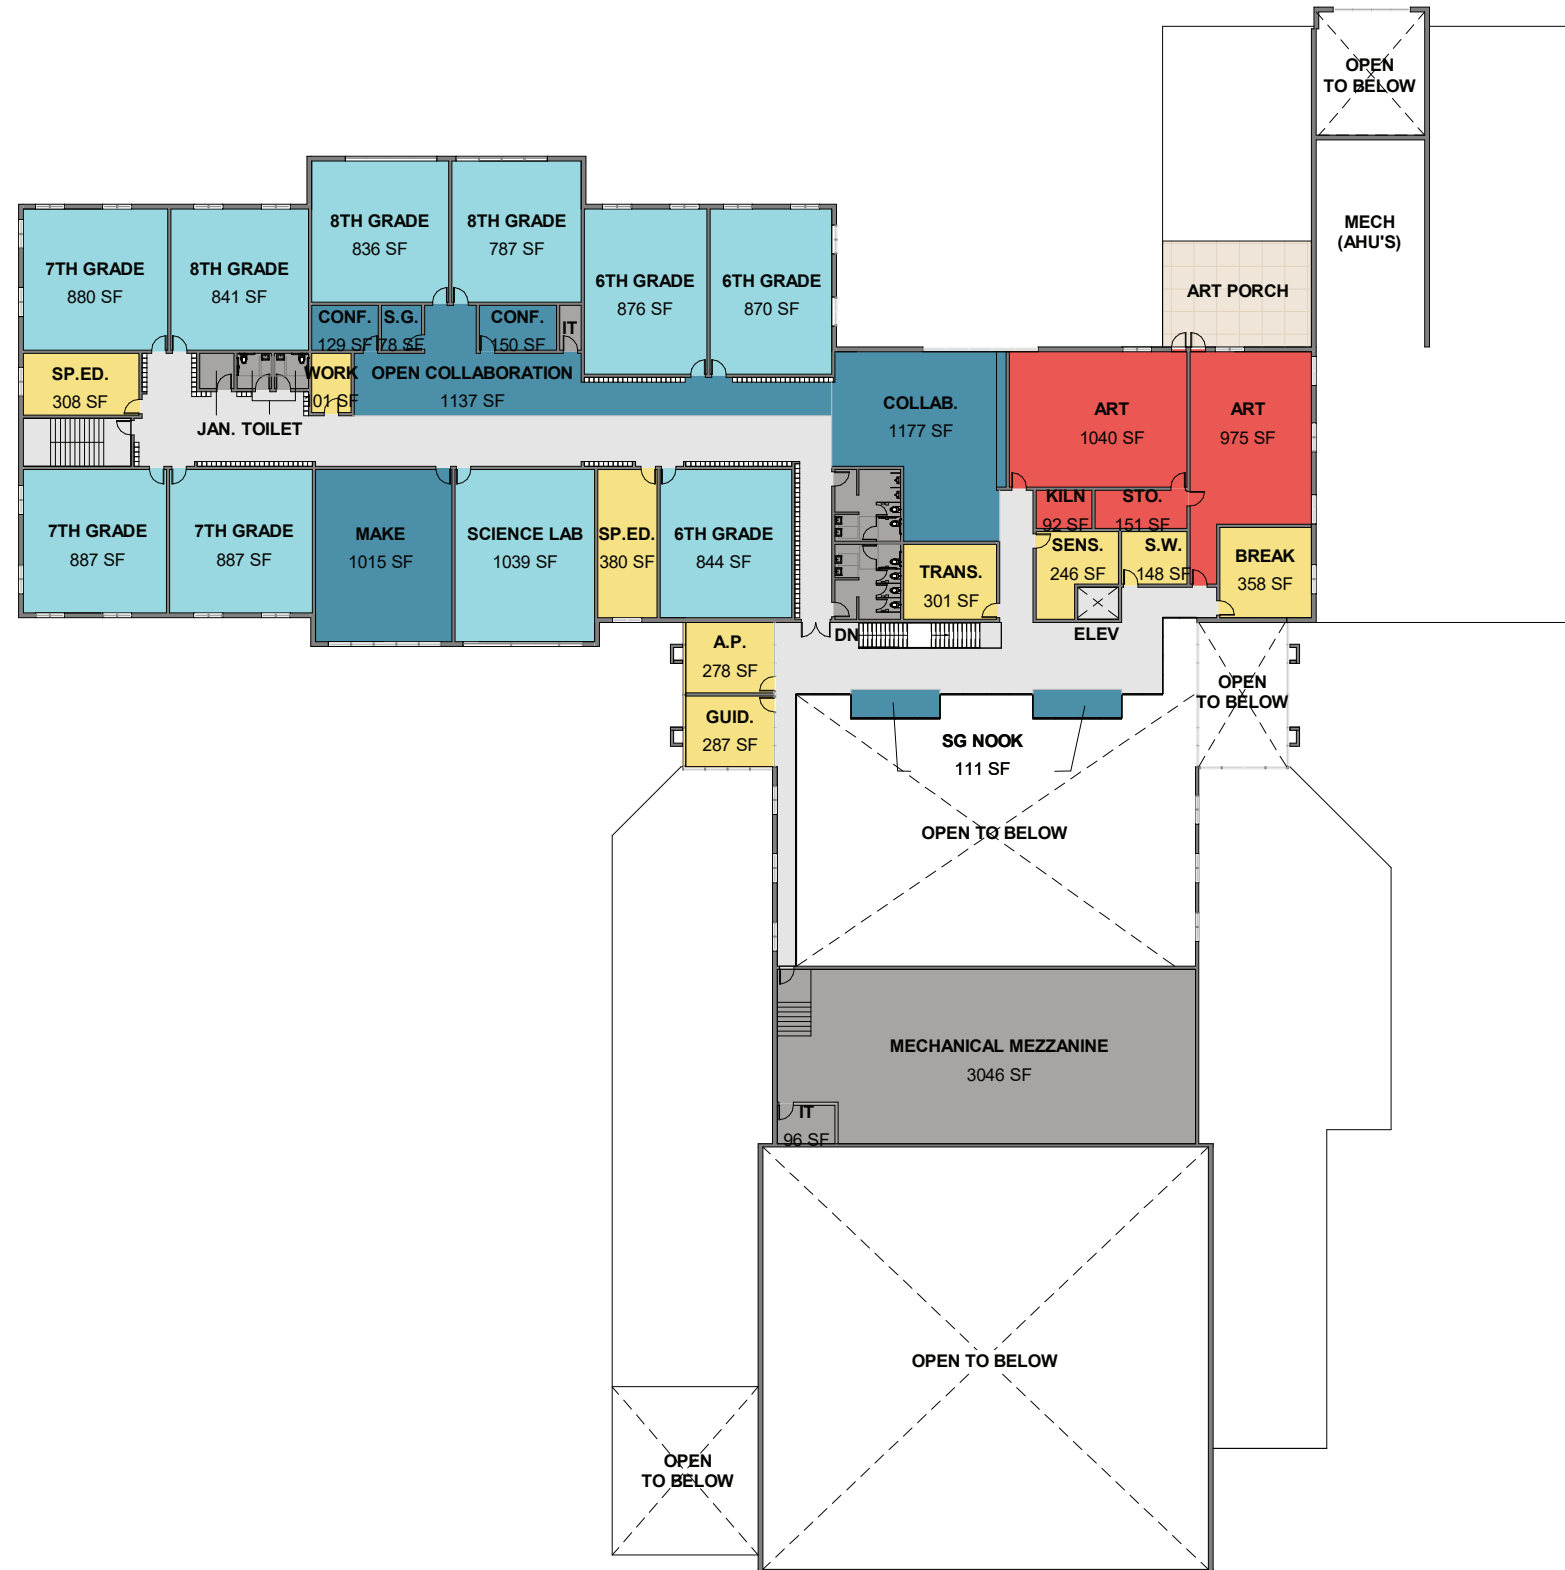 OPEN
TO BELOW
MECH
(AHU'S)
ART PORCH
8TH GRADE
836 SF
8TH GRADE
787 SF
7TH GRADE
880 SF
8TH GRADE
841 SF
6TH GRADE
876 SF
6TH GRADE
870 SF
CONF.
129 SF
S.G.
78 SF
CONF.
150 SF
IT
SP.ED.
308 SF
WORK
01 SF
OPEN COLLABORATION
1137 SF
JAN. TOILET
COLLAB.
1177 SF
ART
1040 SF
ART
975 SF
7TH GRADE
887 SF
7TH GRADE
887 SF
MAKE
1015 SF
SCIENCE LAB
1039 SF
SP.ED.
380 SF
6TH GRADE
844 SF
KILN
92 SF
STO.
151 SF
SENS.
246 SF
S.W.
148 SF
BREAK
358 SF
TRANS.
301 SF
DN
ELEV
A.P.
278 SF
GUID.
287 SF
OPEN
TO BELOW
SG NOOK
111 SF
OPEN TO BELOW
MECHANICAL MEZZANINE
3046 SF
IT
96 SF
OPEN TO BELOW
OPEN
TO BELOW